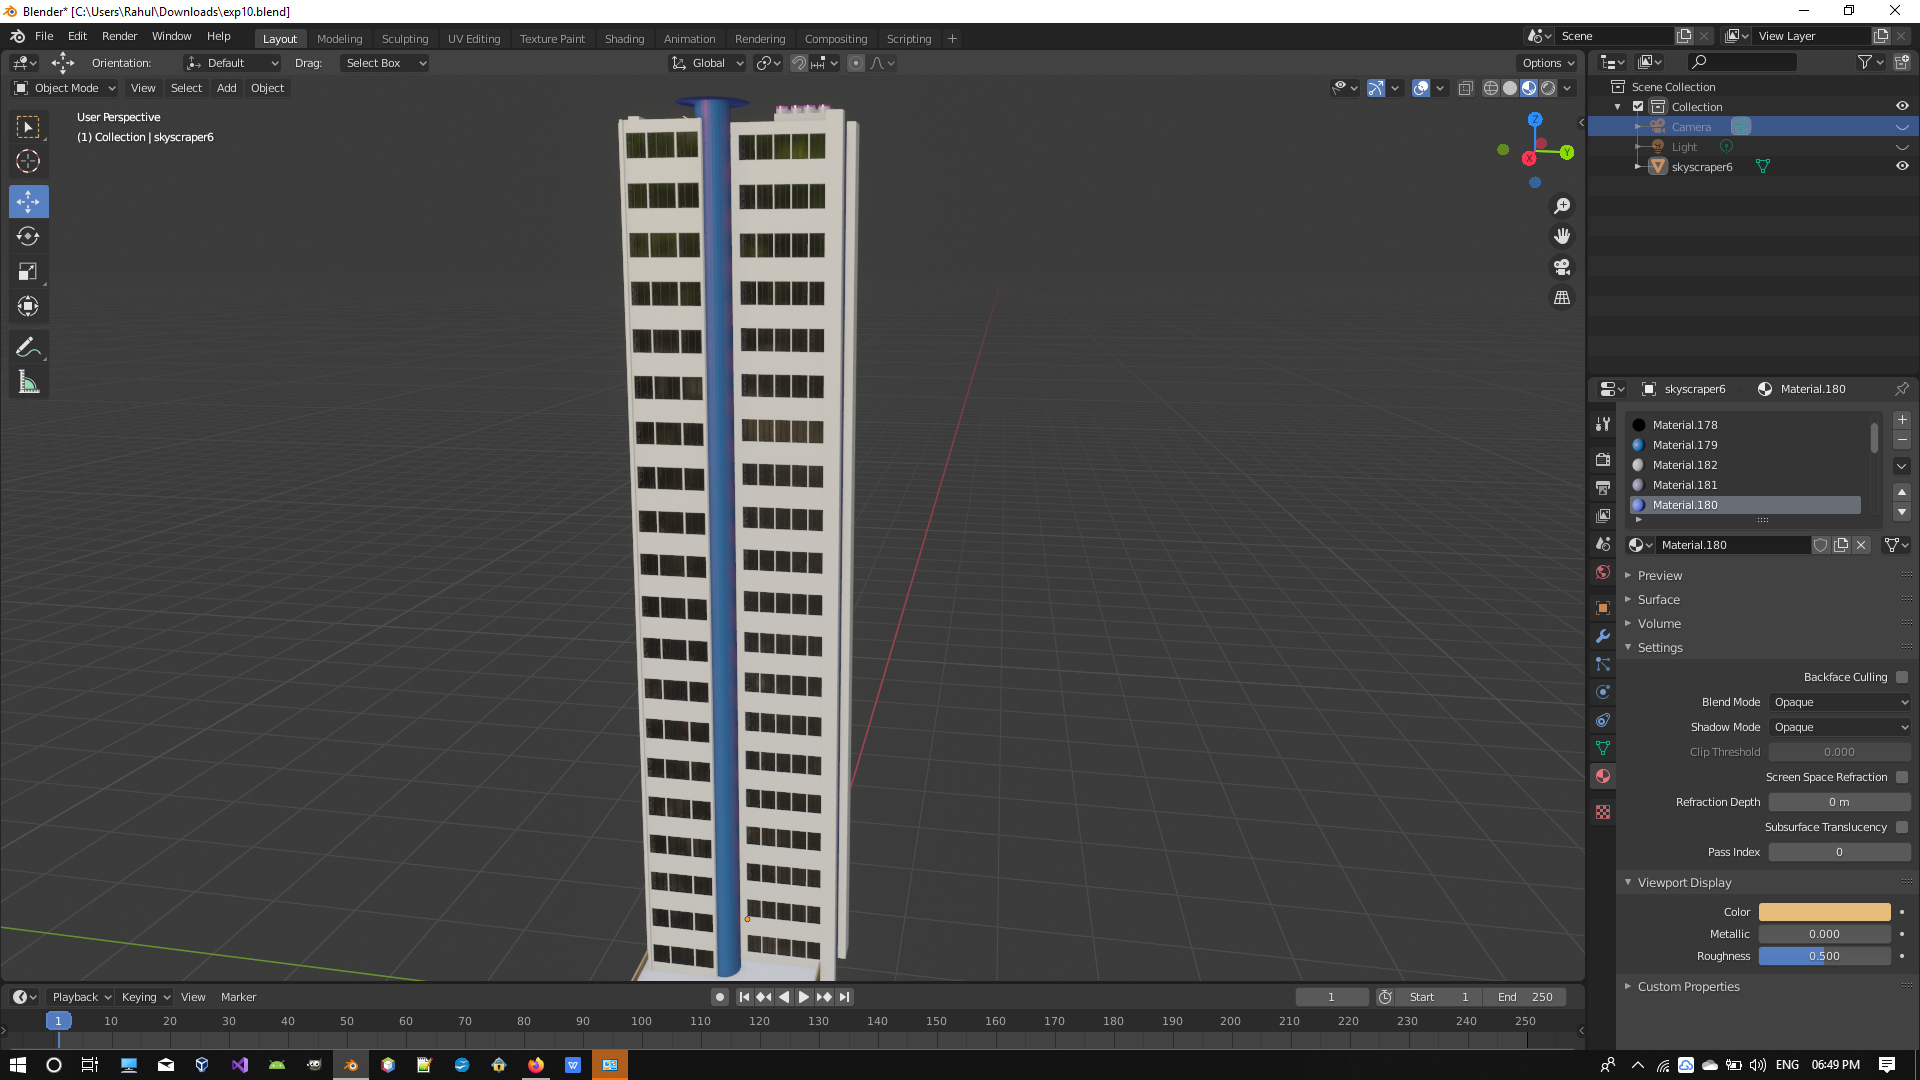 Blender* [C:\Users\Rahul\Downloads\exp10.blend]
File Edit Render Window Help Layout Modeling Sculpting UV Editing Texture Paint Shading Animation Rendering Compositing Scripting + Scene View Layer
Orientation: Default Drag: Select Box Global Options
Object Mode View Select Add Object
User Perspective
(1) Collection | skyscraper6
Z
Y
X
Scene Collection
Collection
Camera
Light
skyscraper6
skyscraper6 Material.180
Material.178
Material.179
Material.182
Material.181
Material.180
Material.180
Preview
Surface
Volume
Settings
Backface Culling
Blend Mode Opaque
Shadow Mode Opaque
Clip Threshold 0.000
Screen Space Refraction
Refraction Depth 0 m
Subsurface Translucency
Pass Index 0
Viewport Display
Color
Metallic 0.000
Roughness 0.500
Custom Properties
Playback Keying View Marker 1 Start 1 End 250
1 10 20 30 40 50 60 70 80 90 100 110 120 130 140 150 160 170 180 190 200 210 220 230 240 250
ENG 06:49 PM